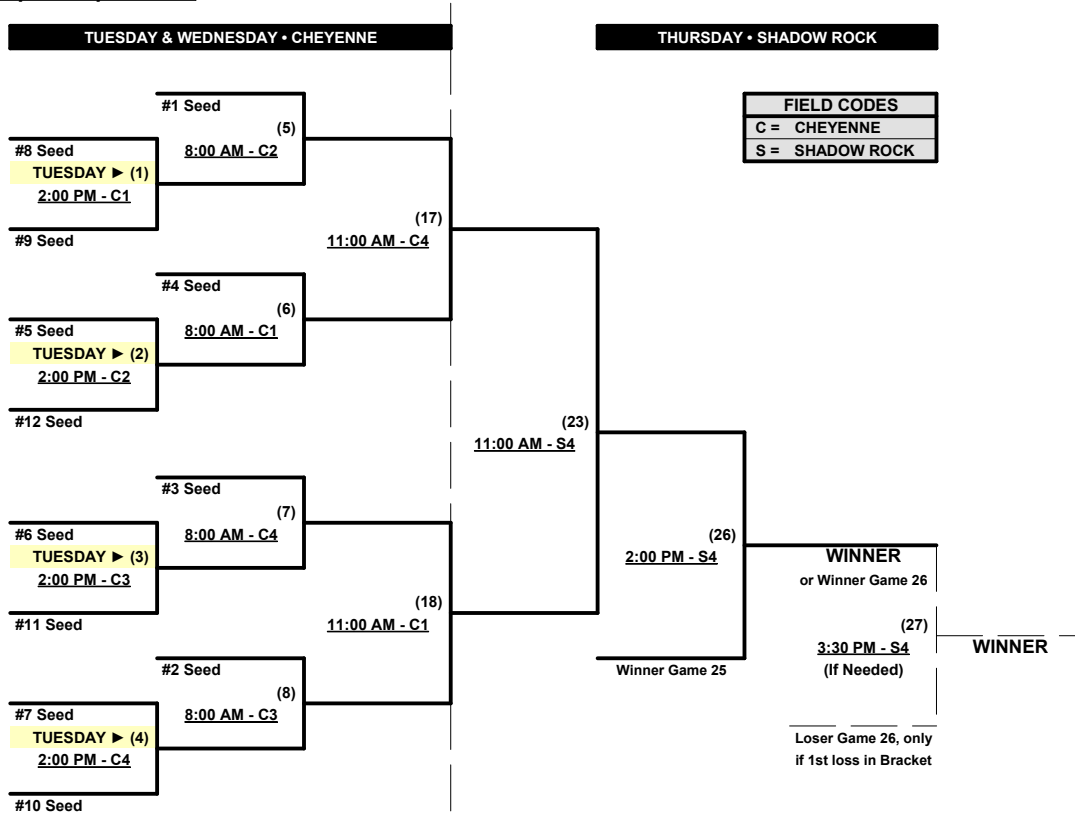 TUESDAY & WEDNESDAY • CHEYENNE
THURSDAY • SHADOW ROCK
FIELD CODES
C = CHEYENNE
S = SHADOW ROCK
#1 Seed
(5)
8:00 AM - C2
#8 Seed
TUESDAY ► (1)
2:00 PM - C1
#9 Seed
(17)
11:00 AM - C4
#4 Seed
(6)
8:00 AM - C1
#5 Seed
TUESDAY ► (2)
2:00 PM - C2
#12 Seed
(23)
11:00 AM - S4
#3 Seed
(7)
8:00 AM - C4
#6 Seed
TUESDAY ► (3)
2:00 PM - C3
#11 Seed
(18)
11:00 AM - C1
#2 Seed
(8)
8:00 AM - C3
#7 Seed
TUESDAY ► (4)
2:00 PM - C4
#10 Seed
(26)
2:00 PM - S4
Winner Game 25
WINNER
or Winner Game 26
(27)
3:30 PM - S4
(If Needed)
WINNER
Loser Game 26, only
if 1st loss in Bracket